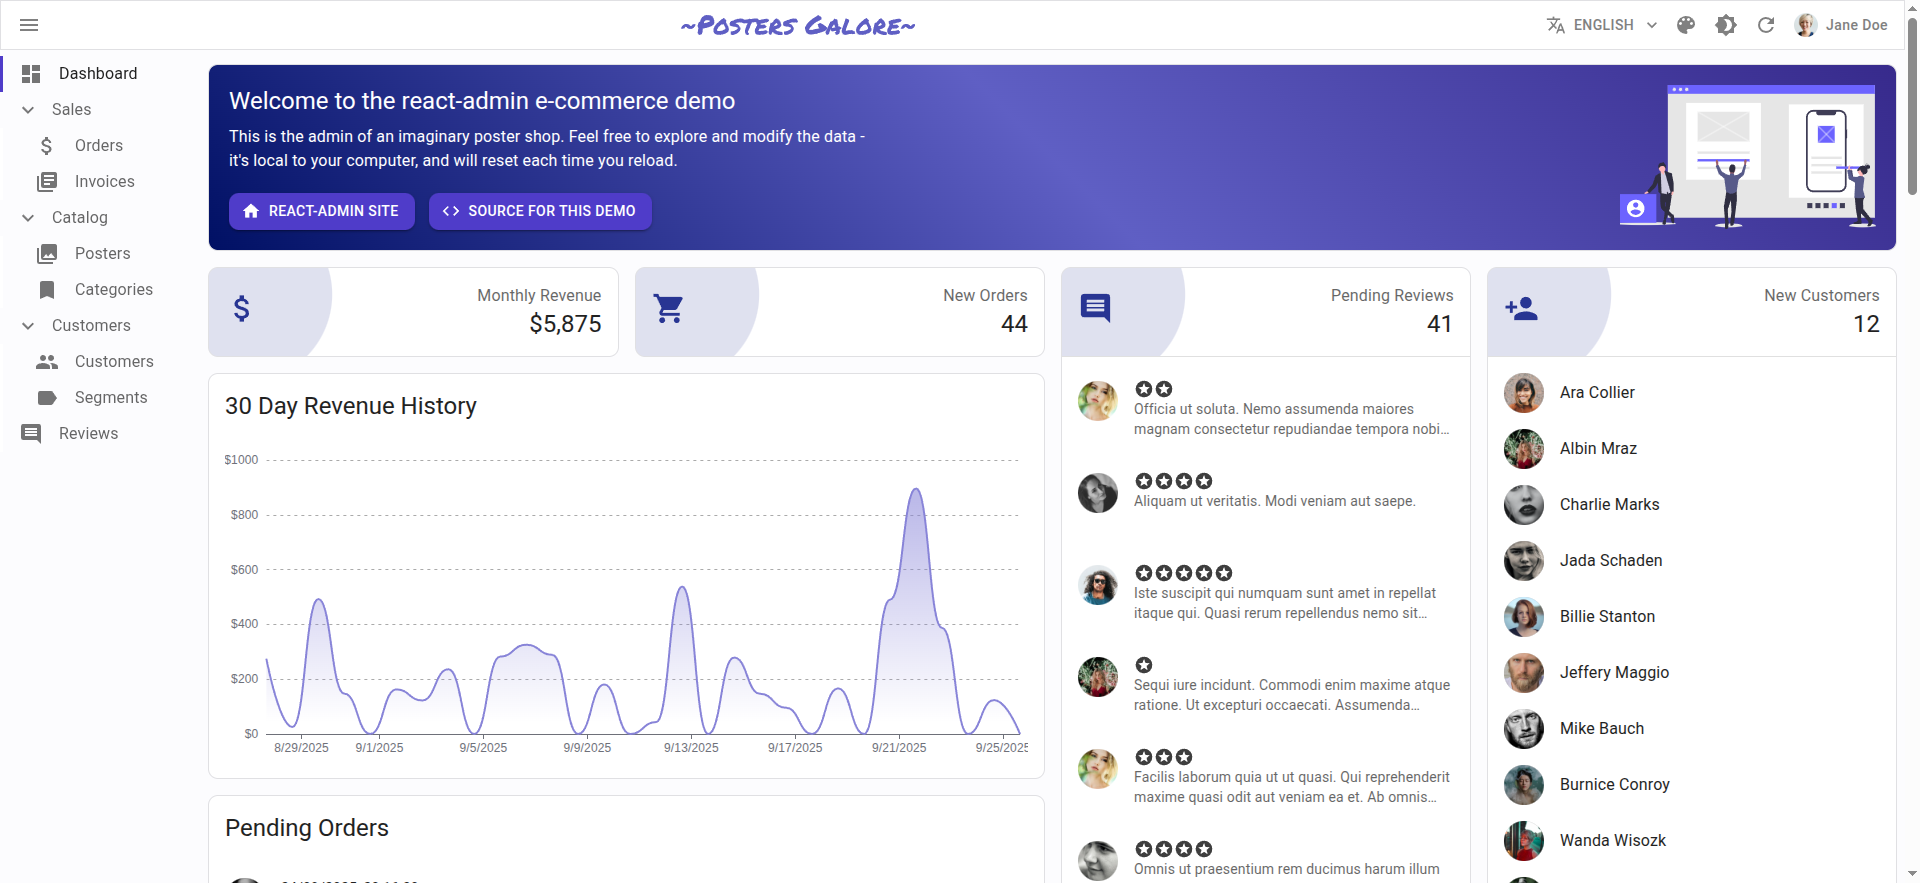 ~Posters Galore~
ENGLISH
Jane Doe
Dashboard
Sales
Orders
Invoices
Catalog
Posters
Categories
Customers
Customers
Segments
Reviews
Welcome to the react-admin e-commerce demo
This is the admin of an imaginary poster shop. Feel free to explore and modify the data -
it's local to your computer, and will reset each time you reload.
REACT-ADMIN SITE
SOURCE FOR THIS DEMO
Monthly Revenue
$5,875
New Orders
44
Pending Reviews
41
New Customers
12
30 Day Revenue History
$1000
$800
$600
$400
$200
$0
8/29/2025 9/1/2025 9/5/2025 9/9/2025 9/13/2025 9/17/2025 9/21/2025 9/25/2025
Pending Orders
Officia ut soluta. Nemo assumenda maiores
magnam consectetur repudiandae tempora nobi…
Aliquam ut veritatis. Modi veniam aut saepe.
Iste suscipit qui numquam sunt amet in repellat
itaque qui. Quasi rerum repellendus nemo sit…
Sequi iure incidunt. Commodi enim maxime atque
ratione. Ut excepturi occaecati. Assumenda…
Facilis laborum quia ut ut quasi. Qui reprehenderit
maxime quasi odit aut veniam ea et. Ab omnis…
Omnis ut praesentium rem ducimus harum illum
Ara Collier
Albin Mraz
Charlie Marks
Jada Schaden
Billie Stanton
Jeffery Maggio
Mike Bauch
Burnice Conroy
Wanda Wisozk